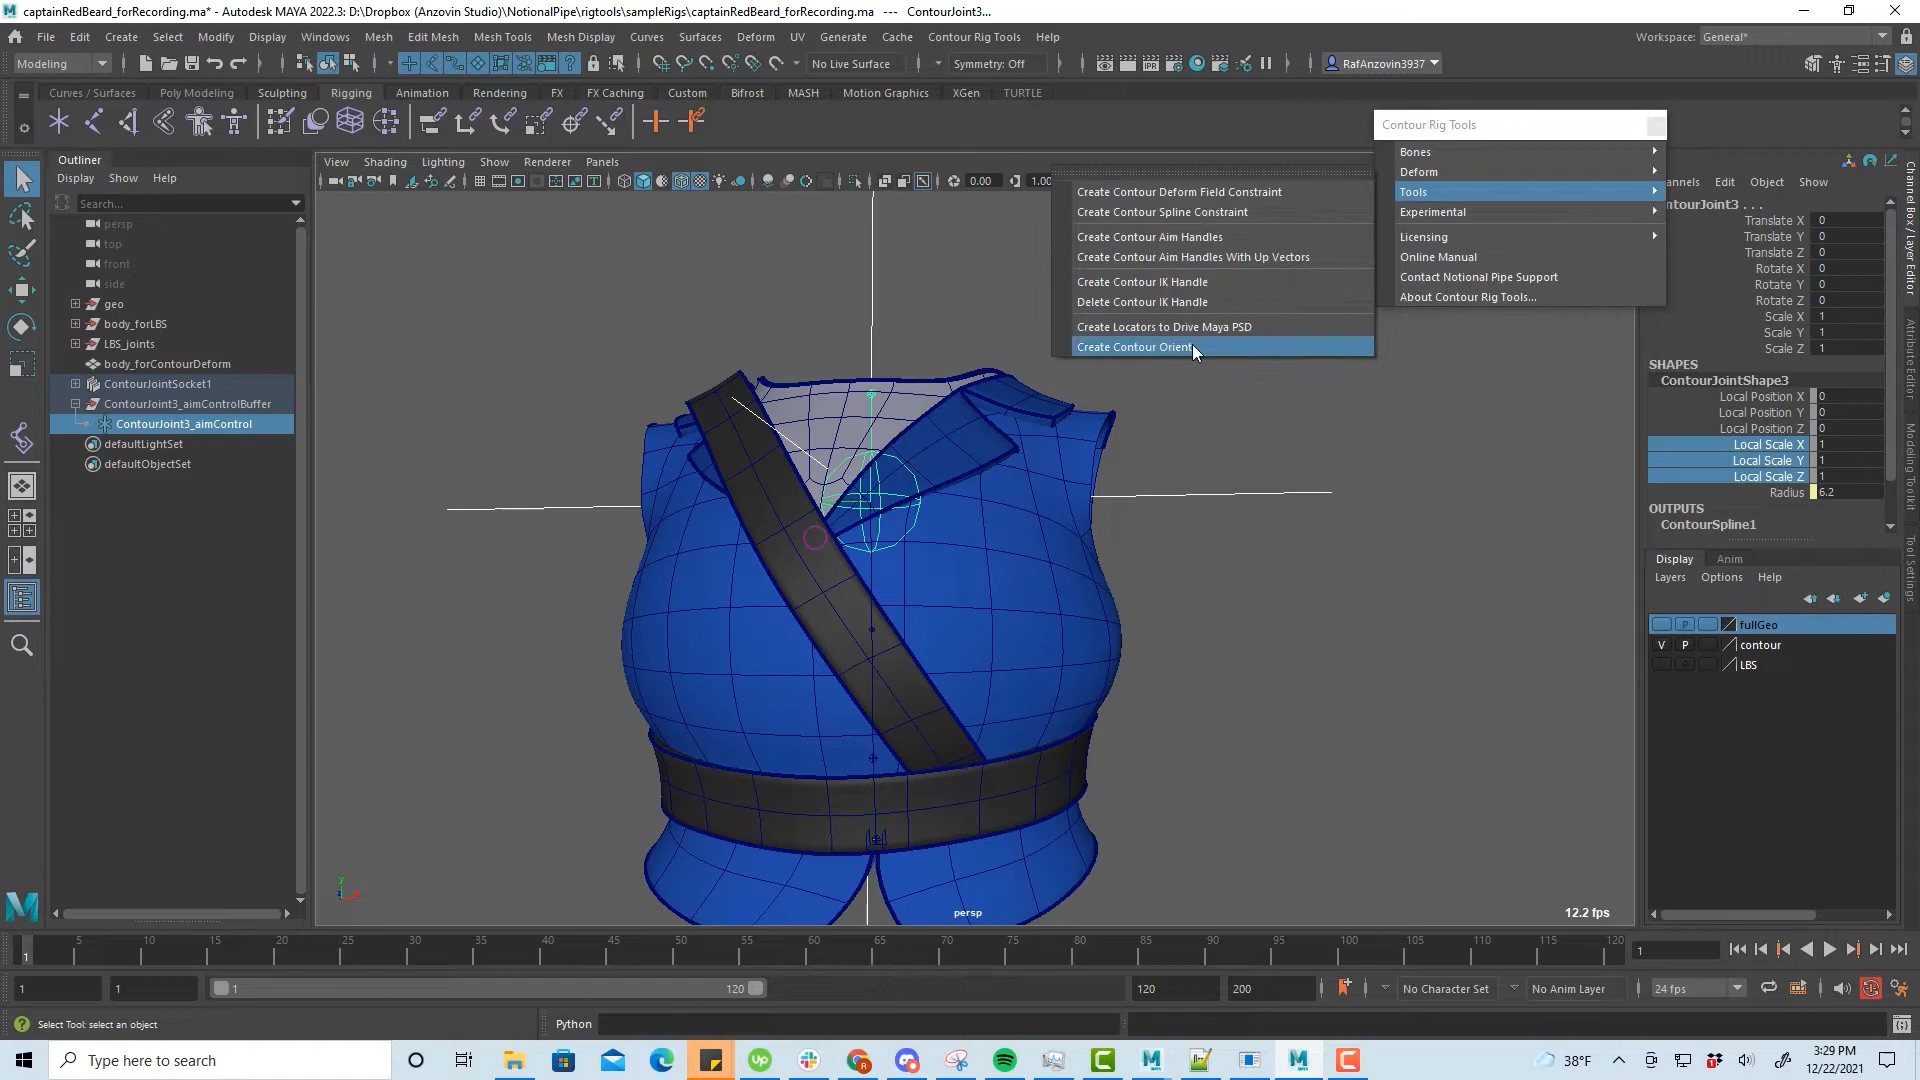 captainRedBeard_forRecording.ma* - Autodesk MAYA 2022.3: D:\Dropbox (Anzovin Studio)\NotionalPipe\rigtools\sampleRigs\captainRedBeard_forRecording.ma   ---   ContourJoint3...
File Edit Create Select Modify Display Windows Mesh Edit Mesh Mesh Tools Mesh Display Curves Surfaces Deform UV Generate Cache Contour Rig Tools Help
Workspace: General*
Modeling
No Live Surface
Symmetry: Off
RafAnzovin3937
Curves / Surfaces Poly Modeling Sculpting Rigging Animation Rendering FX FX Caching Custom Bifrost MASH Motion Graphics XGen TURTLE
Outliner
Display Show Help
Search...
persp
top
front
side
geo
body_forLBS
LBS_joints
body_forContourDeform
ContourJointSocket1
ContourJoint3_aimControlBuffer
ContourJoint3_aimControl
defaultLightSet
defaultObjectSet
View Shading Lighting Show Renderer Panels
0.00
1.00
Contour Rig Tools
Bones
Deform
Tools
Experimental
Licensing
Online Manual
Contact Notional Pipe Support
About Contour Rig Tools...
Create Contour Deform Field Constraint
Create Contour Spline Constraint
Create Contour Aim Handles
Create Contour Aim Handles With Up Vectors
Create Contour IK Handle
Delete Contour IK Handle
Create Locators to Drive Maya PSD
Create Contour Orient
annels Edit Object Show
ontourJoint3 . . .
Translate X 0
Translate Y 0
Translate Z 0
Rotate X 0
Rotate Y 0
Rotate Z 0
Scale X 1
Scale Y 1
Scale Z 1
SHAPES
ContourJointShape3
Local Position X 0
Local Position Y 0
Local Position Z 0
Local Scale X 1
Local Scale Y 1
Local Scale Z 1
Radius 6.2
OUTPUTS
ContourSpline1
Display Anim
Layers Options Help
P fullGeo
V P contour
P LBS
Channel Box / Layer Editor
Attribute Editor
Modeling Toolkit
Tool Settings
y
z
x
persp
12.2 fps
5 10 15 20 25 30 35 40 45 50 55 60 65 70 75 80 85 90 95 100 105 110 115 120
1
1
1 1 1 120 120 200
No Character Set
No Anim Layer
24 fps
Select Tool: select an object
Python
Type here to search
38°F
3:29 PM
12/22/2021